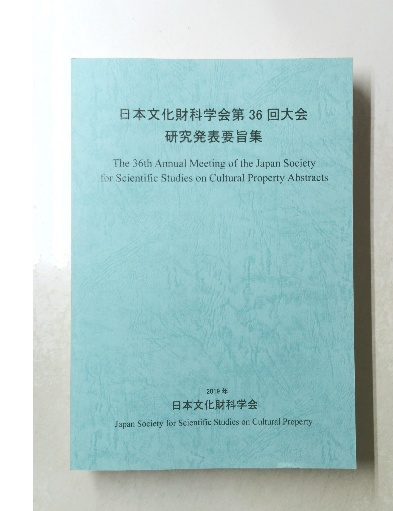 日本文化財科学会第 36 回大会
研究発表要旨集
The 36th Annual Meeting of the Japan Society
for Scientific Studies on Cultural Property Abstracts
2019 年
日本文化財科学会
Japan Society for Scientific Studies on Cultural Property